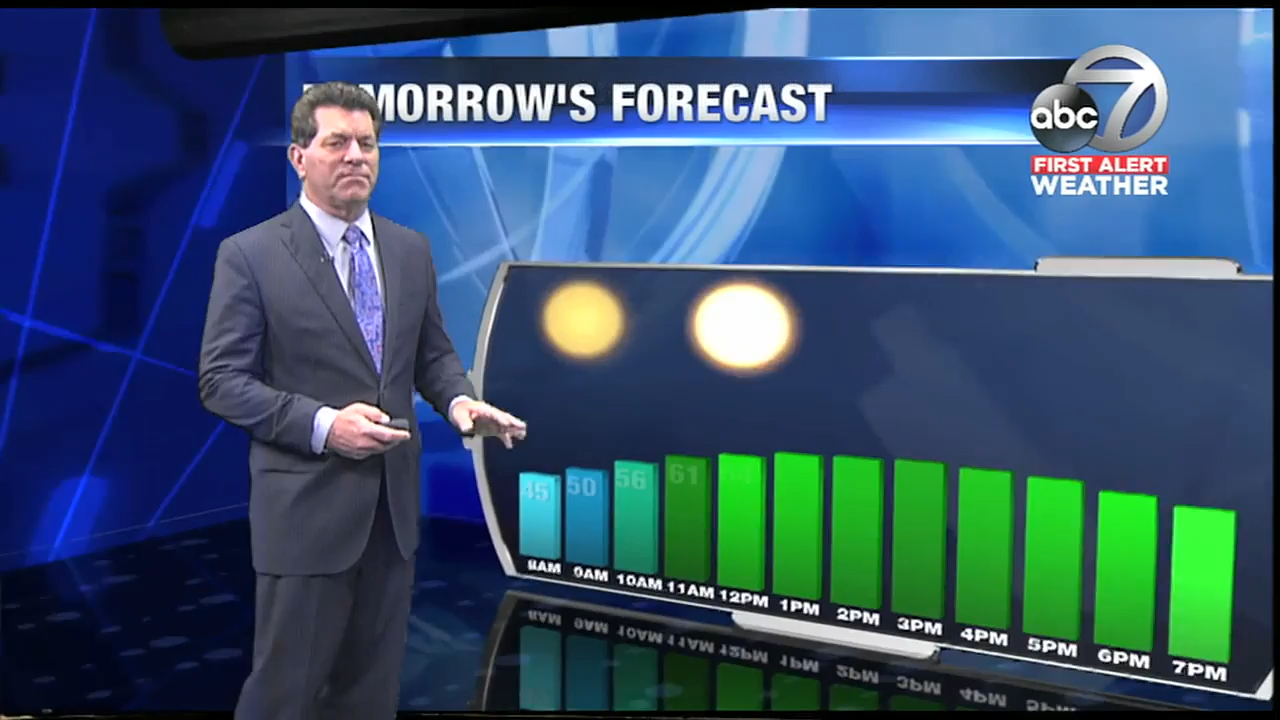 MORROW'S FORECAST
abc 7
FIRST ALERT
WEATHER
45 50 56 61
8AM 9AM 10AM 11AM 12PM 1PM 2PM 3PM 4PM 5PM 6PM 7PM